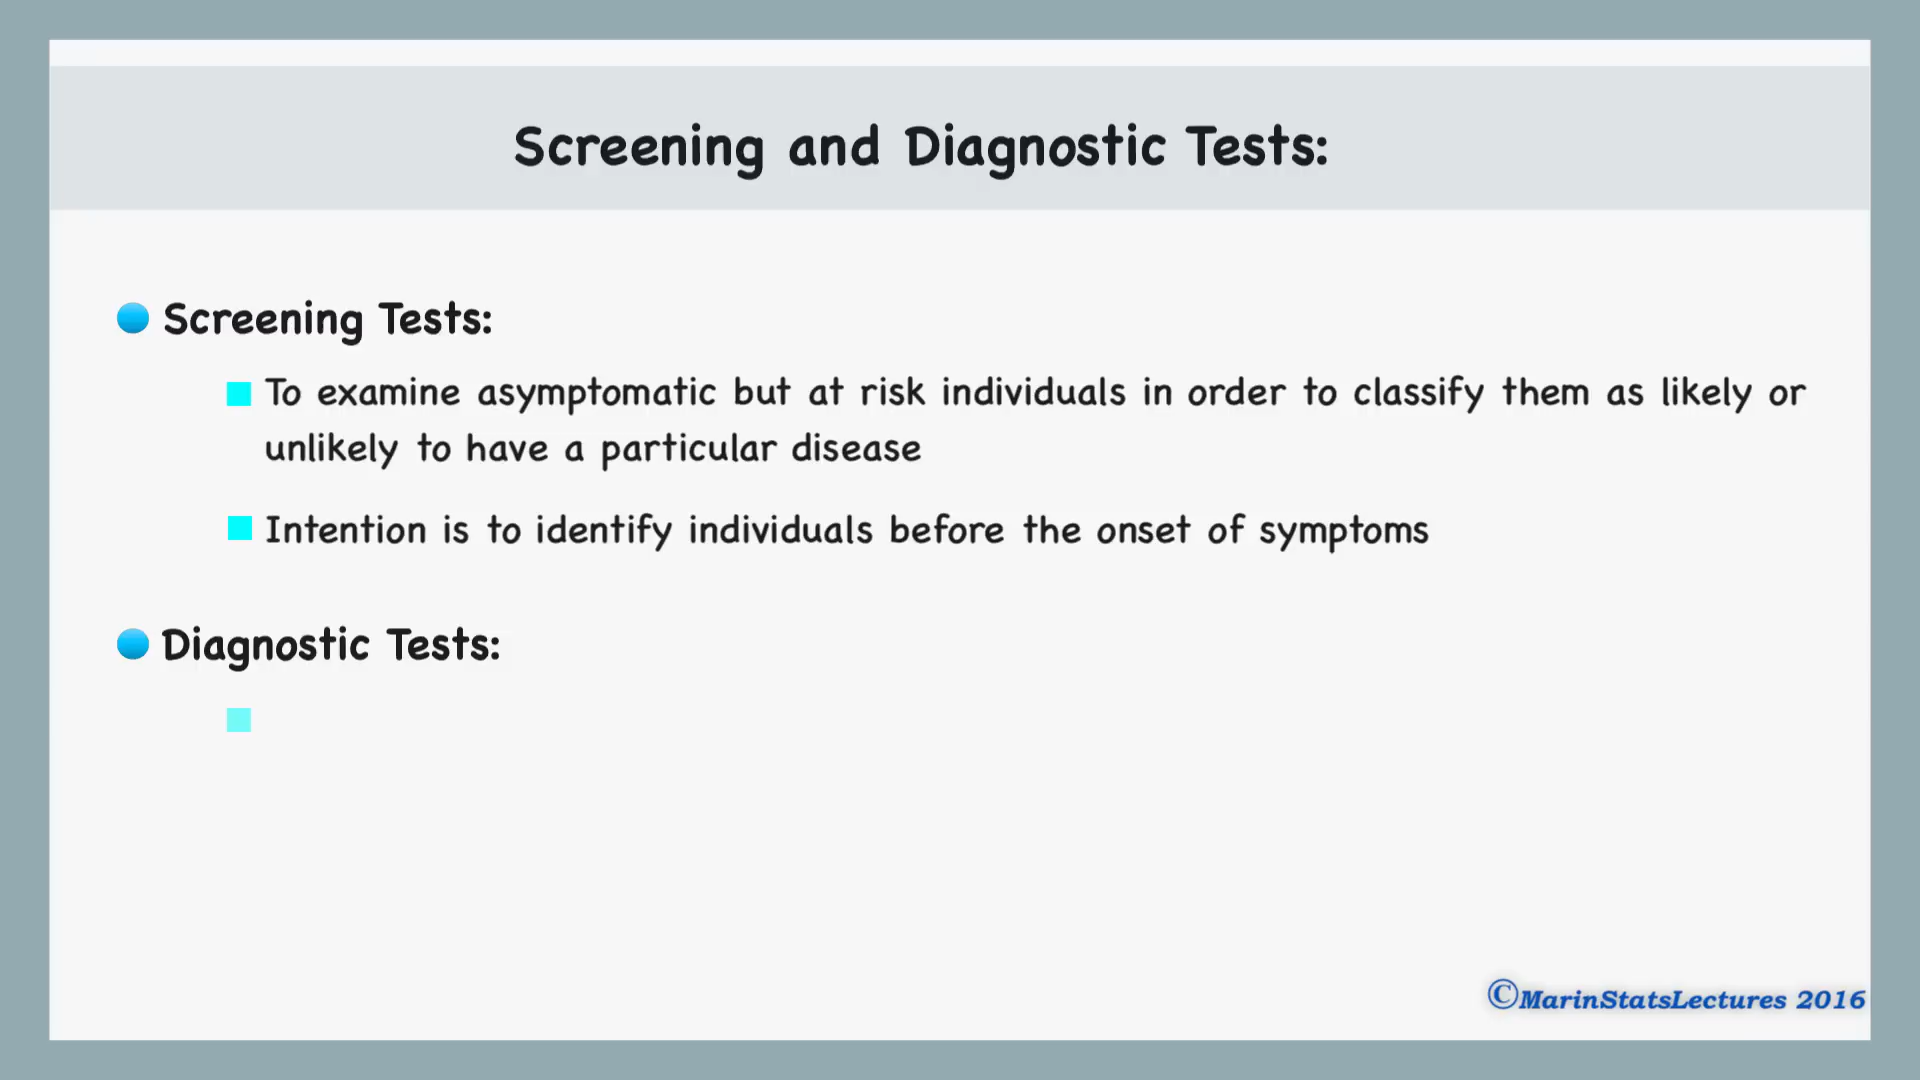 Screening and Diagnostic Tests:
Screening Tests:
To examine asymptomatic but at risk individuals in order to classify them as likely or
unlikely to have a particular disease
Intention is to identify individuals before the onset of symptoms
Diagnostic Tests:
©MarinStatsLectures 2016